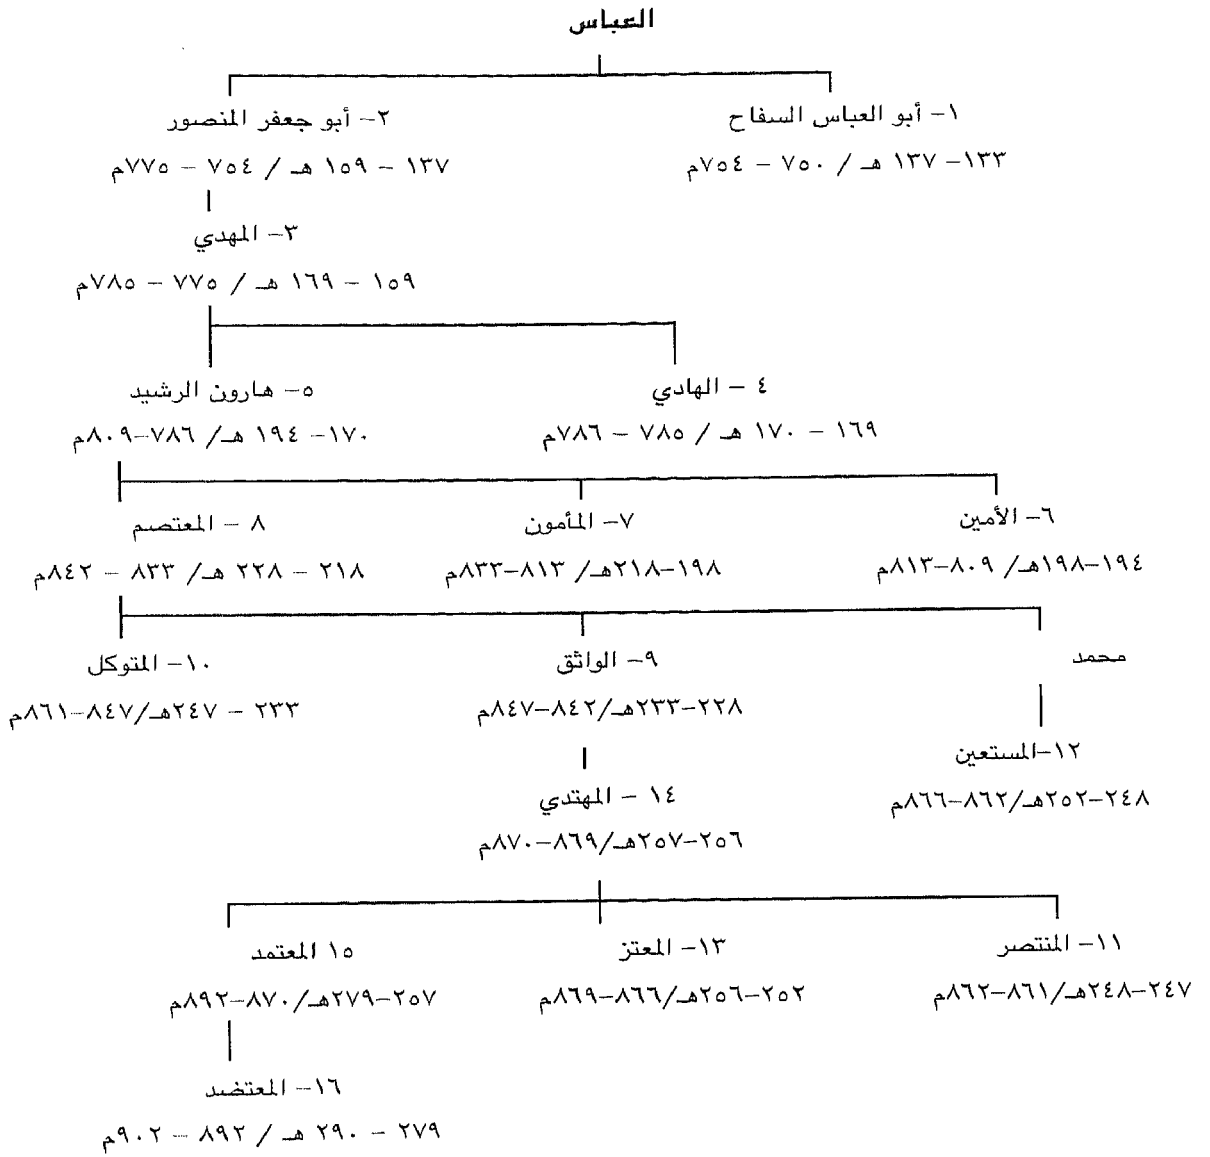 العباس
١- أبو العباس السفاح
١٣٣- ١٣٧ هـ / ٧٥٠ - ٧٥٤م
٢- أبو جعفر المنصور
١٣٧ - ١٥٩ هـ / ٧٥٤ - ٧٧٥م
٣- المهدي
١٥٩ - ١٦٩ هـ / ٧٧٥ - ٧٨٥م
٤ - الهادي
١٦٩ - ١٧٠ هـ / ٧٨٥ - ٧٨٦م
٥- هارون الرشيد
١٧٠- ١٩٤ هـ/ ٧٨٦-٨٠٩م
٦- الأمين
١٩٤-١٩٨هـ/ ٨٠٩-٨١٣م
٧- المأمون
١٩٨-٢١٨هـ/ ٨١٣-٨٣٣م
٨ - المعتصم
٢١٨ - ٢٢٨ هـ/ ٨٣٣ - ٨٤٢م
محمد
٩- الواثق
٢٢٨-٢٣٣هـ/٨٤٢-٨٤٧م
١٠- المتوكل
٢٣٣ - ٢٤٧هـ/٨٤٧-٨٦١م
١٢-المستعين
٢٤٨-٢٥٢هـ/٨٦٢-٨٦٦م
١٤ - المهتدي
٢٥٦-٢٥٧هـ/٨٦٩-٨٧٠م
١١- المنتصر
٢٤٧-٢٤٨هـ/٨٦١-٨٦٢م
١٣- المعتز
٢٥٢-٢٥٦هـ/٨٦٦-٨٦٩م
١٥ المعتمد
٢٥٧-٢٧٩هـ/٨٧٠-٨٩٢م
١٦- المعتضد
٢٧٩ - ٢٩٠ هـ / ٨٩٢ - ٩٠٢م